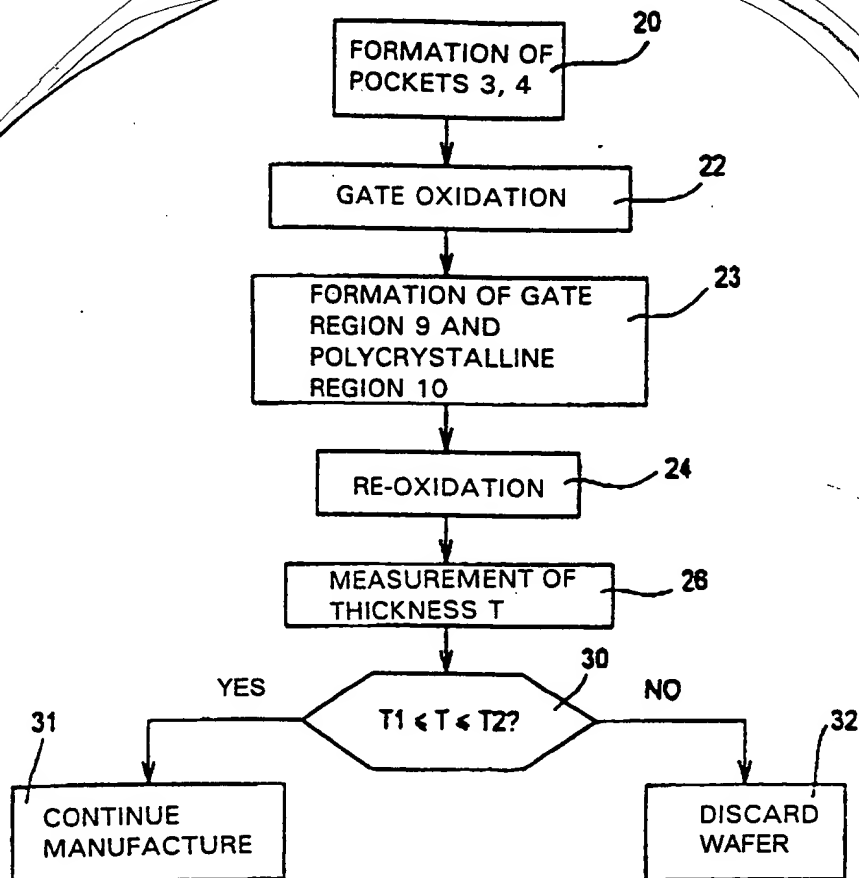 20
FORMATION OF
POCKETS 3, 4
22
GATE OXIDATION
23
FORMATION OF GATE
REGION 9 AND
POLYCRYSTALLINE
REGION 10
24
RE-OXIDATION
26
MEASUREMENT OF
THICKNESS T
30
YES
NO
T1 ≤ T ≤ T2?
31
32
CONTINUE
MANUFACTURE
DISCARD
WAFER